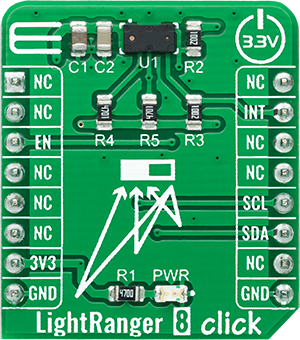 3.3V
C1 C2 U1 R2
NC NC
NC INT
R4 R5 R3
EN NC
NC NC
NC SCL
NC SDA
3V3 R1 PWR NC
4700
GND GND
LightRanger 8 click